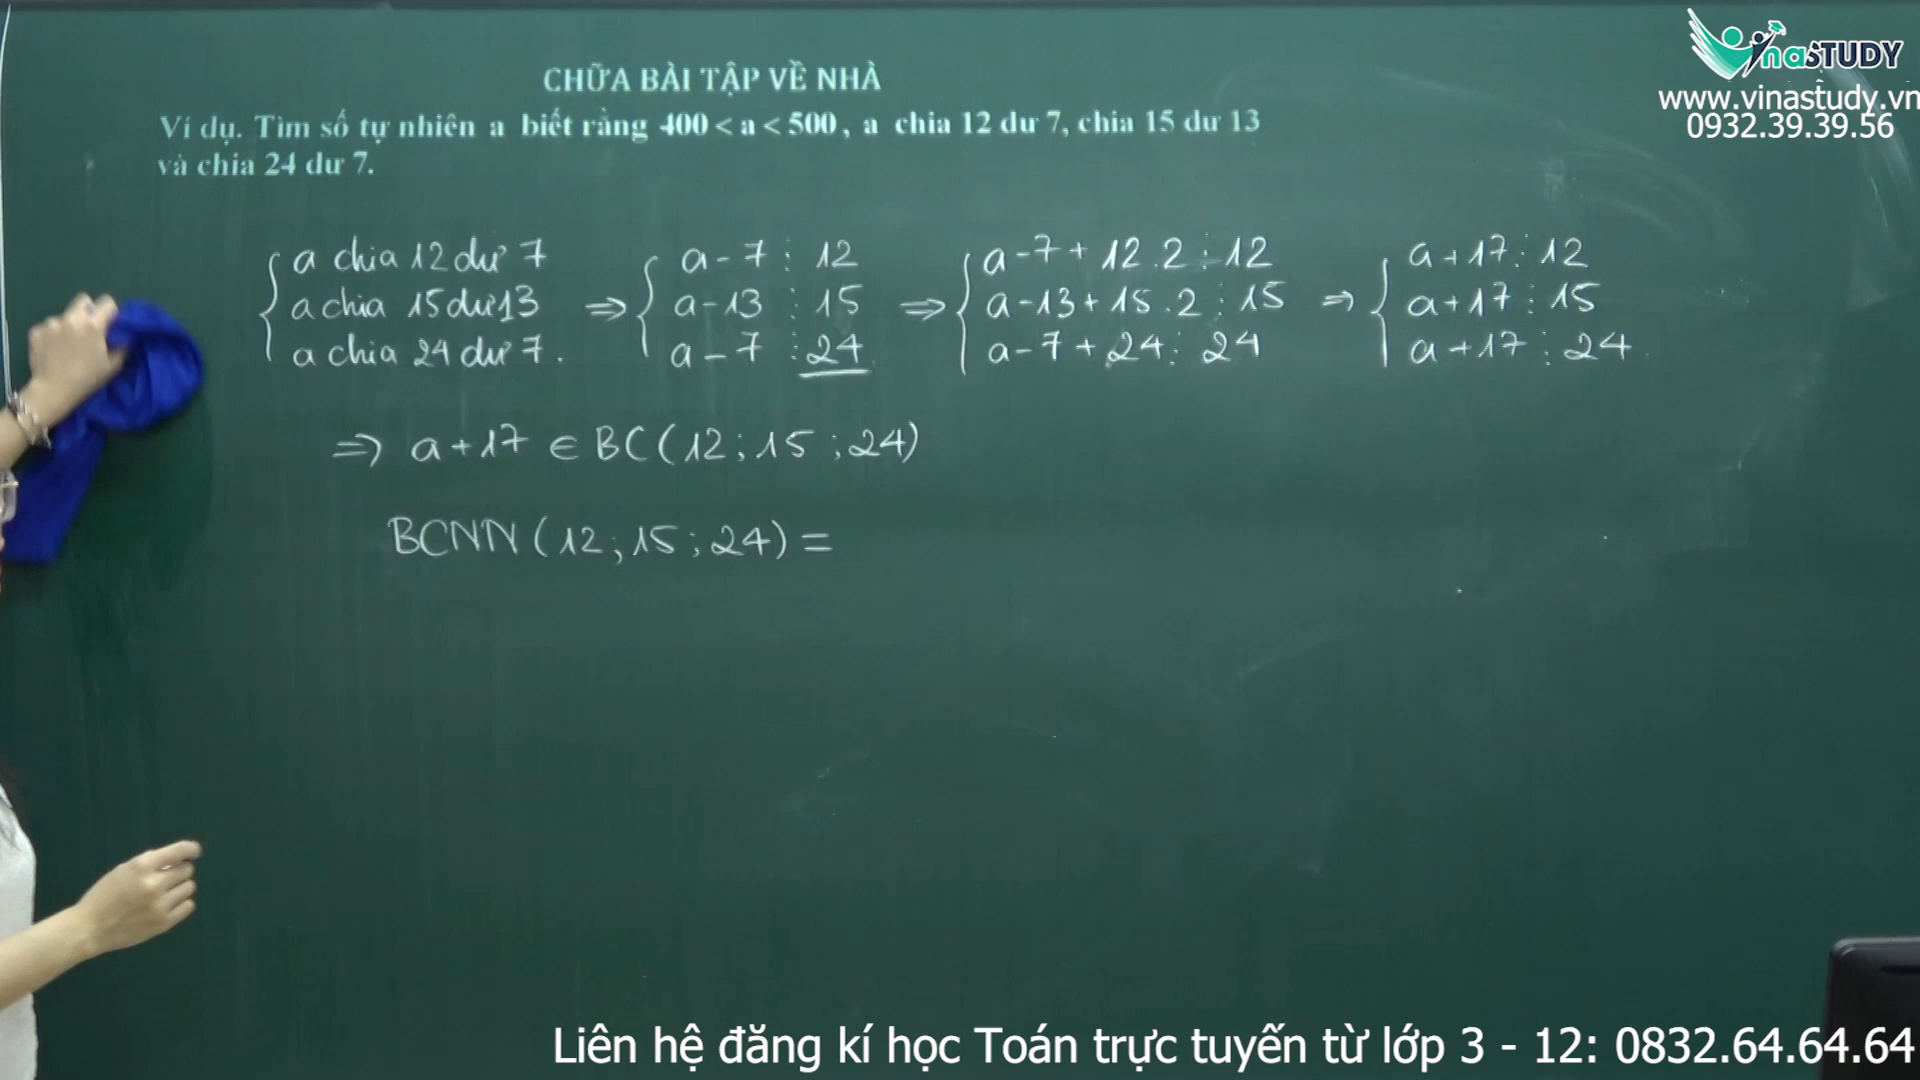 VinaSTUDY
www.vinastudy.vn
0932.39.39.56
CHỮA BÀI TẬP VỀ NHÀ
Ví dụ. Tìm số tự nhiên a biết rằng 400 < a < 500, a chia 12 dư 7, chia 15 dư 13
và chia 24 dư 7.
a chia 12 dư 7 a - 7 ⋮ 12 a - 7 + 12 . 2 ⋮ 12 a + 17 ⋮ 12
a chia 15 dư 13 ⇒ a - 13 ⋮ 15 ⇒ a - 13 + 15 . 2 ⋮ 15 ⇒ a + 17 ⋮ 15
a chia 24 dư 7. a - 7 ⋮ 24 a - 7 + 24 ⋮ 24 a + 17 ⋮ 24.
⇒ a + 17 ∈ BC(12 ; 15 ; 24)
BCNN(12 ; 15 ; 24) =
Liên hệ đăng kí học Toán trực tuyến từ lớp 3 - 12: 0832.64.64.64